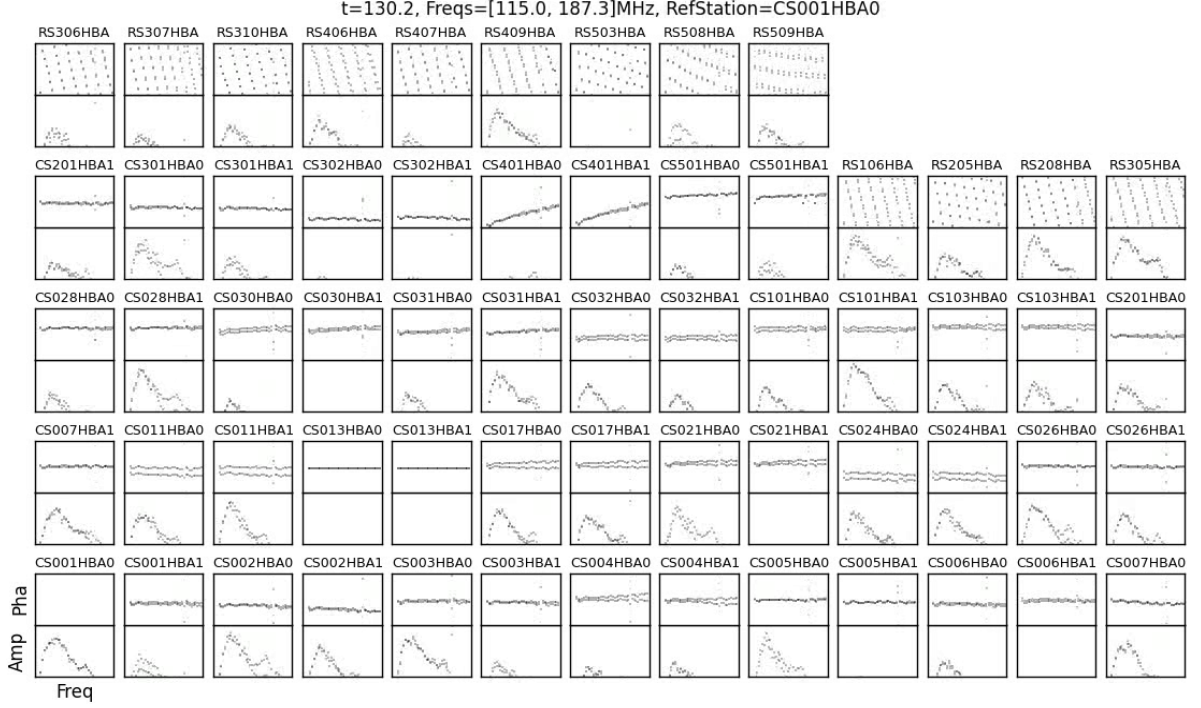 t=130.2, Freqs=[115.0, 187.3]MHz, RefStation=CS001HBA0
RS306HBA RS307HBA RS310HBA RS406HBA RS407HBA RS409HBA RS503HBA RS508HBA RS509HBA
CS201HBA1 CS301HBA0 CS301HBA1 CS302HBA0 CS302HBA1 CS401HBA0 CS401HBA1 CS501HBA0 CS501HBA1 RS106HBA RS205HBA RS208HBA RS305HBA
CS028HBA0 CS028HBA1 CS030HBA0 CS030HBA1 CS031HBA0 CS031HBA1 CS032HBA0 CS032HBA1 CS101HBA0 CS101HBA1 CS103HBA0 CS103HBA1 CS201HBA0
CS007HBA1 CS011HBA0 CS011HBA1 CS013HBA0 CS013HBA1 CS017HBA0 CS017HBA1 CS021HBA0 CS021HBA1 CS024HBA0 CS024HBA1 CS026HBA0 CS026HBA1
CS001HBA0 CS001HBA1 CS002HBA0 CS002HBA1 CS003HBA0 CS003HBA1 CS004HBA0 CS004HBA1 CS005HBA0 CS005HBA1 CS006HBA0 CS006HBA1 CS007HBA0
Pha
Amp
Freq